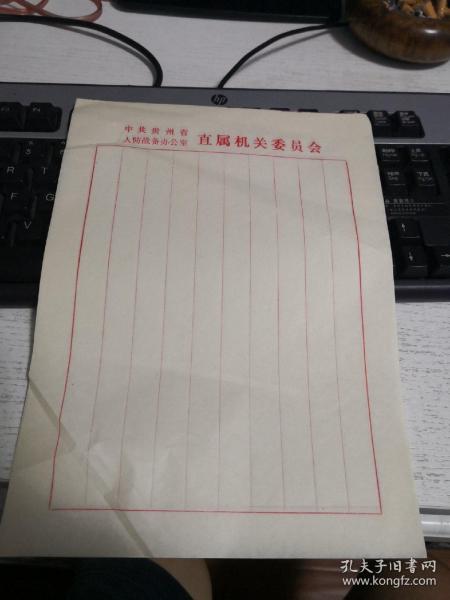 中共贵州省
人防战备办公室 直属机关委员会
hp
孔夫子旧书网
www.kongfz.com